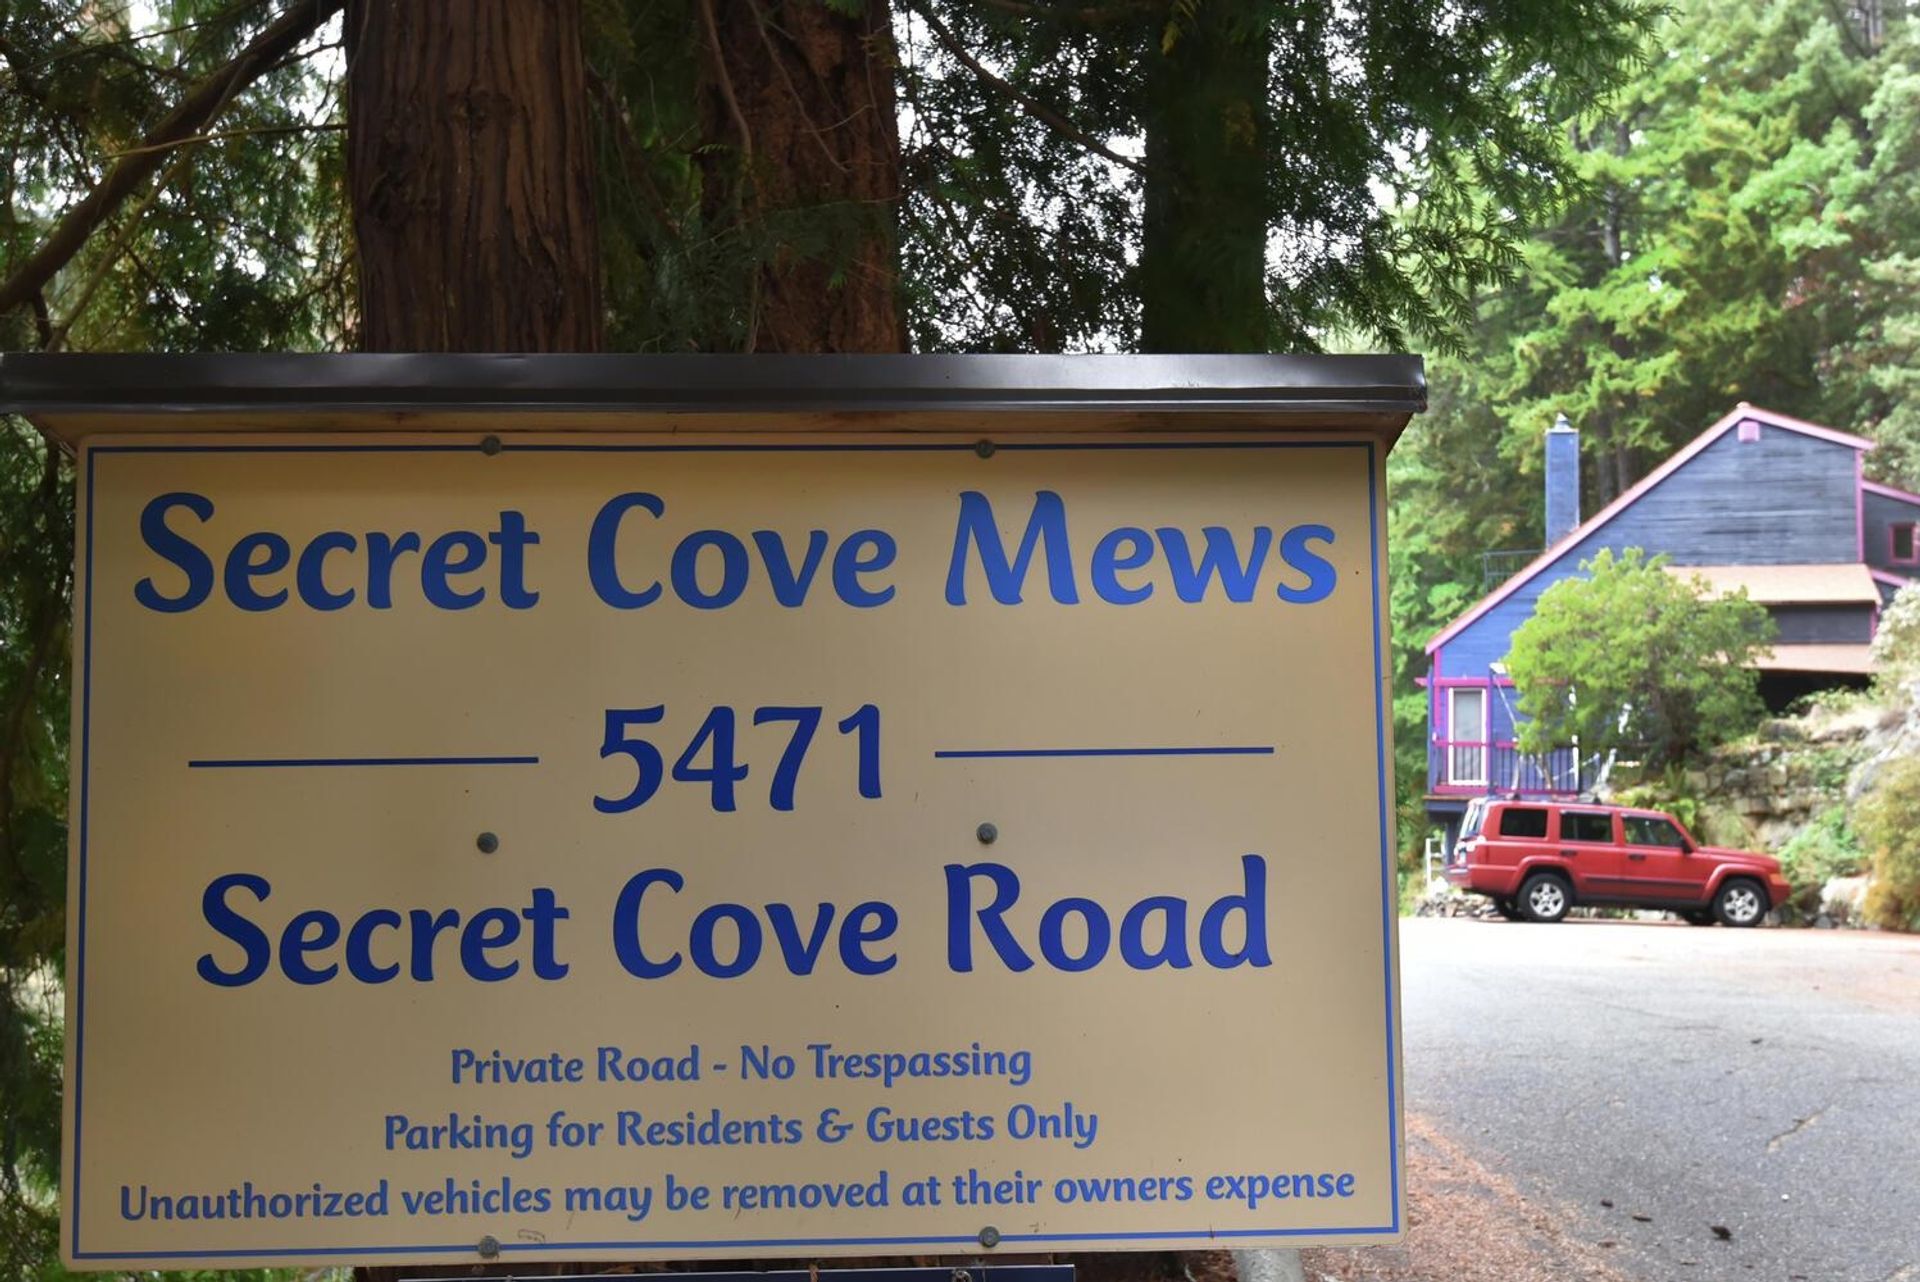 Secret Cove Mews
5471
Secret Cove Road
Private Road - No Trespassing
Parking for Residents & Guests Only
Unauthorized vehicles may be removed at their owners expense